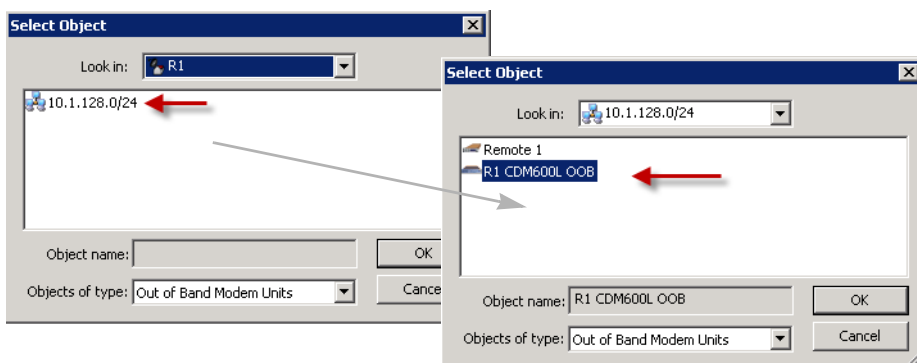 Select Object
Look in: R1
10.1.128.0/24
Object name:
OK
Objects of type: Out of Band Modem Units
Cance
Select Object
Look in: 10.1.128.0/24
Remote 1
R1 CDM600L OOB
Object name: R1 CDM600L OOB
OK
Objects of type: Out of Band Modem Units
Cancel